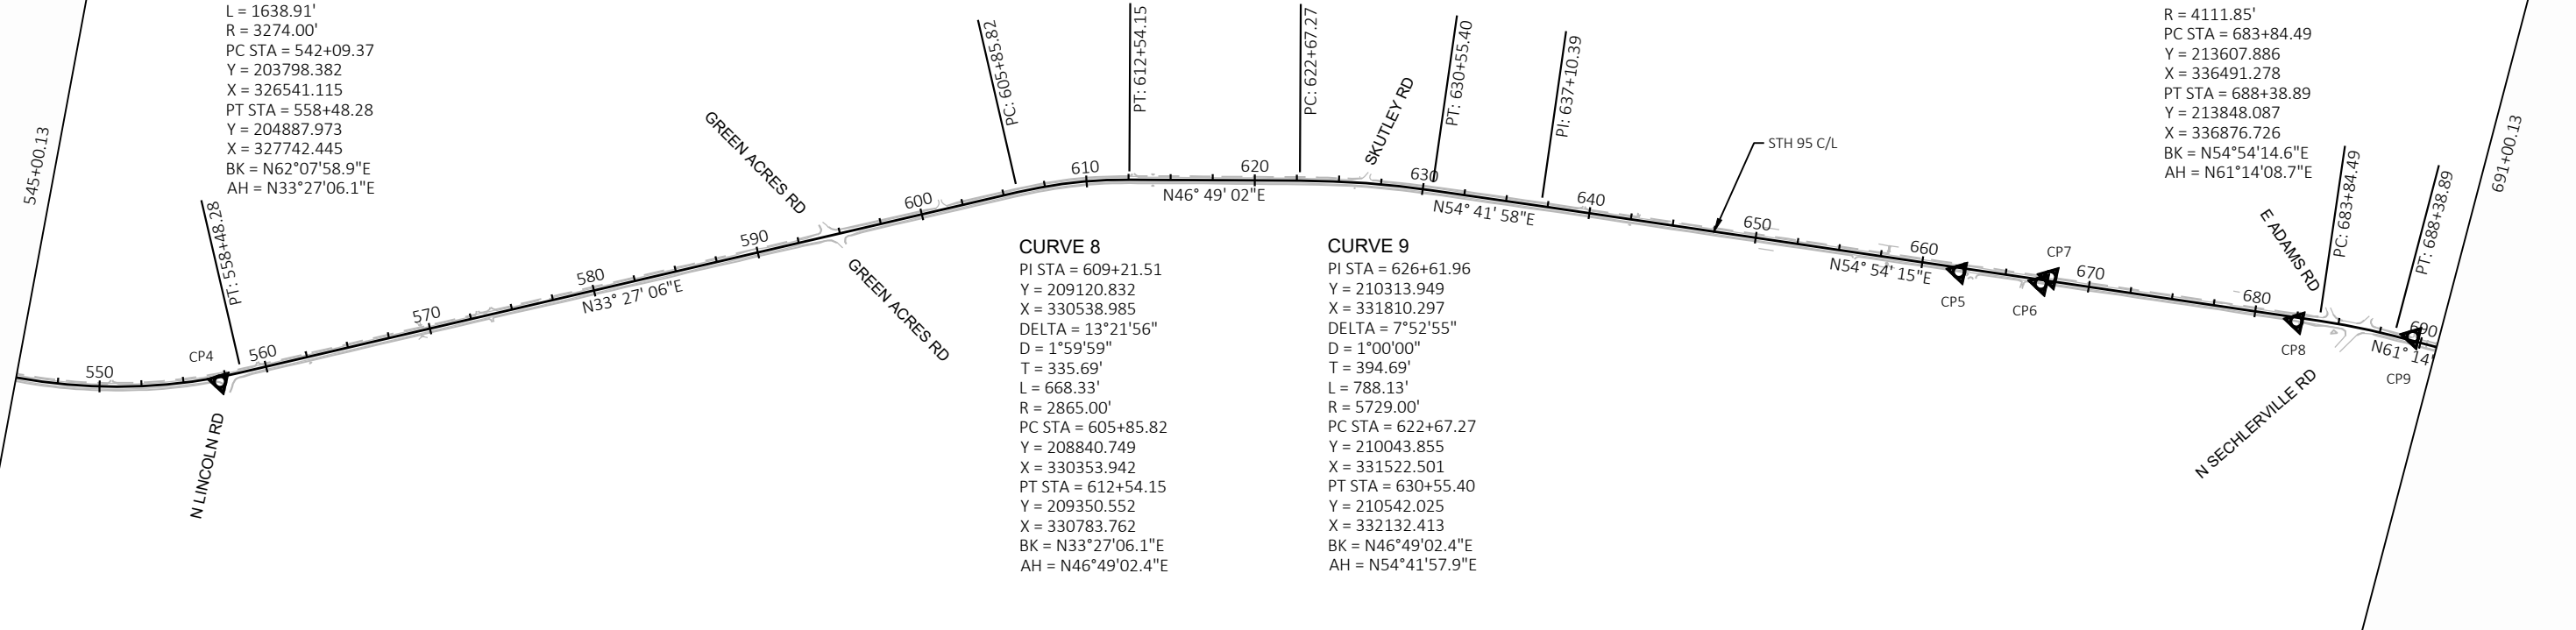 L = 1638.91'
R = 3274.00'
PC STA = 542+09.37
Y = 203798.382
X = 326541.115
PT STA = 558+48.28
Y = 204887.973
X = 327742.445
BK = N62°07'58.9"E
AH = N33°27'06.1"E
545+00.13
PT: 558+48.28
GREEN ACRES RD
PC: 605+85.82
PT: 612+54.15
PC: 622+67.27
SKUTLEY RD
PT: 630+55.40
PI: 637+10.39
STH 95 C/L
R = 4111.85'
PC STA = 683+84.49
Y = 213607.886
X = 336491.278
PT STA = 688+38.89
Y = 213848.087
X = 336876.726
BK = N54°54'14.6"E
AH = N61°14'08.7"E
E ADAMS RD
PC: 683+84.49
PT: 688+38.89
691+00.13
550
CP4
560
570
580
590
600
610
620
630
640
650
660
670
680
690
N33° 27' 06"E
N46° 49' 02"E
N54° 41' 58"E
N54° 54' 15"E
N61° 14'
GREEN ACRES RD
CP5
CP6
CP7
CP8
CP9
N LINCOLN RD
N SECHLERVILLE RD
CURVE 8
PI STA = 609+21.51
Y = 209120.832
X = 330538.985
DELTA = 13°21'56"
D = 1°59'59"
T = 335.69'
L = 668.33'
R = 2865.00'
PC STA = 605+85.82
Y = 208840.749
X = 330353.942
PT STA = 612+54.15
Y = 209350.552
X = 330783.762
BK = N33°27'06.1"E
AH = N46°49'02.4"E
CURVE 9
PI STA = 626+61.96
Y = 210313.949
X = 331810.297
DELTA = 7°52'55"
D = 1°00'00"
T = 394.69'
L = 788.13'
R = 5729.00'
PC STA = 622+67.27
Y = 210043.855
X = 331522.501
PT STA = 630+55.40
Y = 210542.025
X = 332132.413
BK = N46°49'02.4"E
AH = N54°41'57.9"E